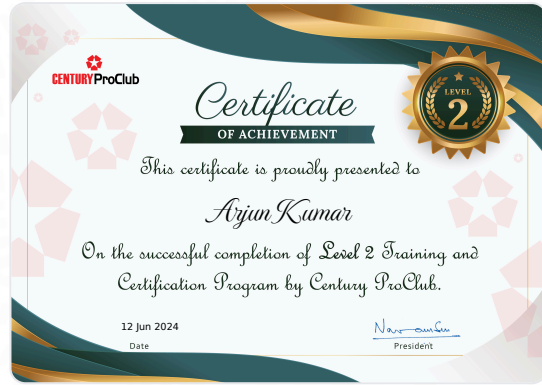 CENTURY ProClub
LEVEL
2
Certificate
OF ACHIEVEMENT
This certificate is proudly presented to
Arjun Kumar
On the successful completion of Level 2 Training and
Certification Program by Century ProClub.
12 Jun 2024
Date
President